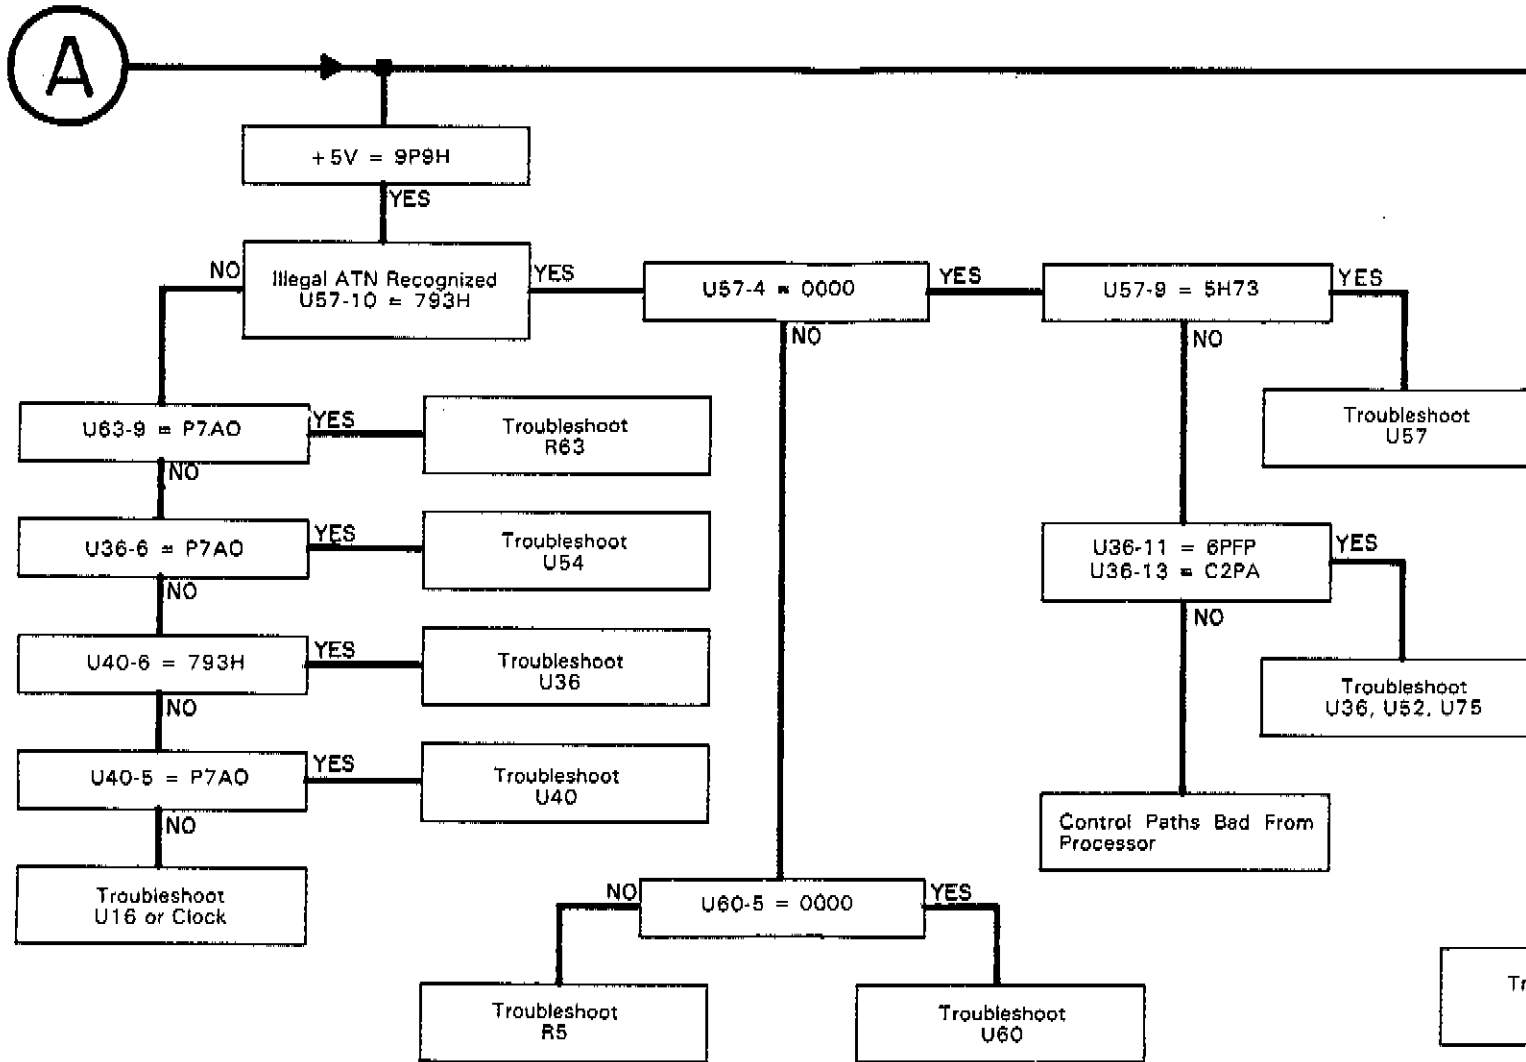 A
+5V = 9P9H
YES
NO
Illegal ATN Recognized
U57-10 = 793H
YES
U57-4 = 0000
YES
NO
U57-9 = 5H73
YES
NO
Troubleshoot
U57
U63-9 = P7AO
YES
NO
Troubleshoot
R63
U36-6 = P7AO
YES
NO
Troubleshoot
U54
U36-11 = 6PFP
U36-13 = C2PA
YES
NO
U40-6 = 793H
YES
NO
Troubleshoot
U36
Troubleshoot
U36, U52, U75
U40-5 = P7AO
YES
NO
Troubleshoot
U40
Control Paths Bad From
Processor
Troubleshoot
U16 or Clock
NO
U60-5 = 0000
YES
Troubleshoot
R5
Troubleshoot
U60
Tr